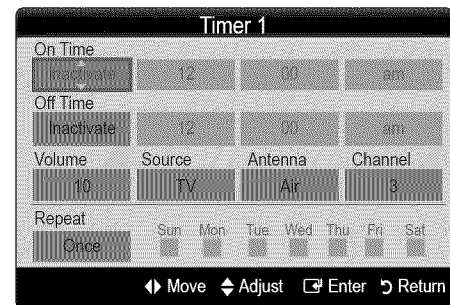 Timer 1
On Time
Inactivate 12 00 am
Off Time
Inactivate 12 00 am
Volume Source Antenna Channel
10 TV Air 3
Repeat Sun Mon Tue Wed Thu Fri Sat
Once
Move Adjust Enter Return